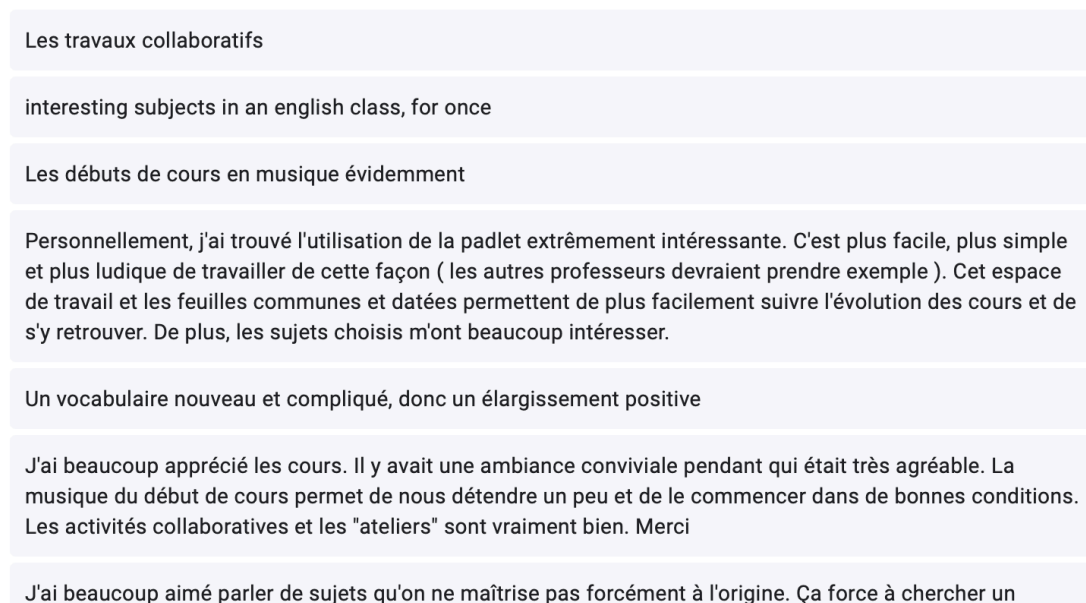 Les travaux collaboratifs
interesting subjects in an english class, for once
Les débuts de cours en musique évidemment
Personnellement, j'ai trouvé l'utilisation de la padlet extrêmement intéressante. C'est plus facile, plus simple
et plus ludique de travailler de cette façon ( les autres professeurs devraient prendre exemple ). Cet espace
de travail et les feuilles communes et datées permettent de plus facilement suivre l'évolution des cours et de
s'y retrouver. De plus, les sujets choisis m'ont beaucoup intéresser.
Un vocabulaire nouveau et compliqué, donc un élargissement positive
J'ai beaucoup apprécié les cours. Il y avait une ambiance conviviale pendant qui était très agréable. La
musique du début de cours permet de nous détendre un peu et de le commencer dans de bonnes conditions.
Les activités collaboratives et les "ateliers" sont vraiment bien. Merci
J'ai beaucoup aimé parler de sujets qu'on ne maîtrise pas forcément à l'origine. Ça force à chercher un